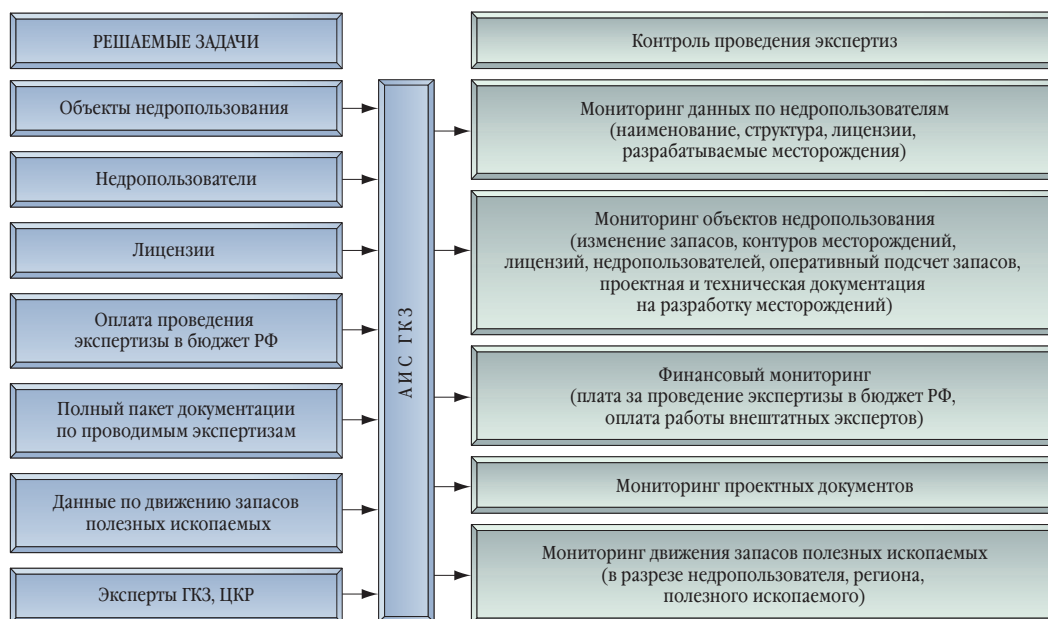 РЕШАЕМЫЕ ЗАДАЧИ
Объекты недропользования
Недропользователи
Лицензии
Оплата проведения
экспертизы в бюджет РФ
Полный пакет документации
по проводимым экспертизам
Данные по движению запасов
полезных ископаемых
Эксперты ГКЗ, ЦКР
АИС ГКЗ
Контроль проведения экспертиз
Мониторинг данных по недропользователям
(наименование, структура, лицензии,
разрабатываемые месторождения)
Мониторинг объектов недропользования
(изменение запасов, контуров месторождений,
лицензий, недропользователей, оперативный подсчет запасов,
проектная и техническая документация
на разработку месторождений)
Финансовый мониторинг
(плата за проведение экспертизы в бюджет РФ,
оплата работы внештатных экспертов)
Мониторинг проектных документов
Мониторинг движения запасов полезных ископаемых
(в разрезе недропользователя, региона,
полезного ископаемого)